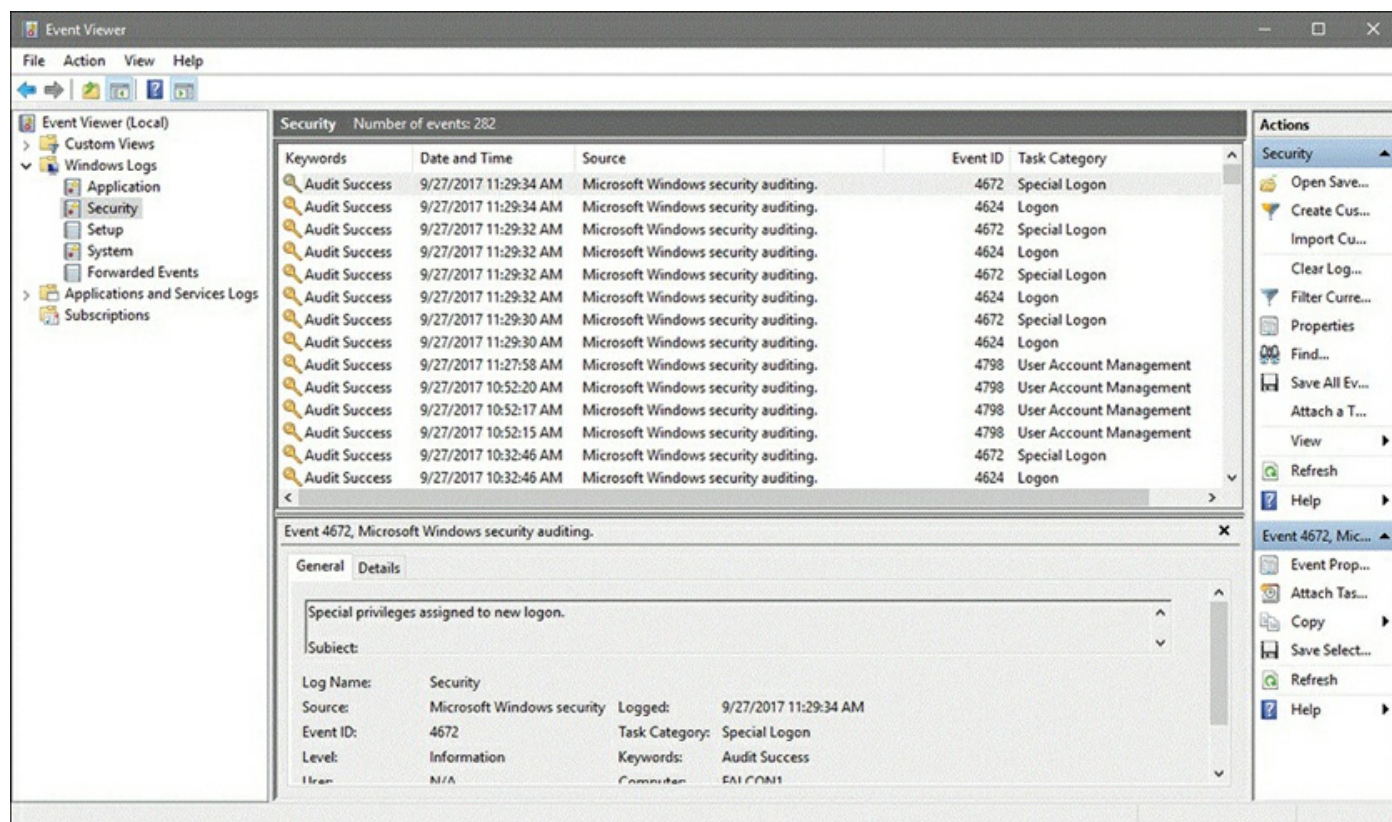 Event Viewer
File Action View Help
Event Viewer (Local)
Custom Views
Windows Logs
Application
Security
Setup
System
Forwarded Events
Applications and Services Logs
Subscriptions
Security Number of events: 282
Keywords Date and Time Source Event ID Task Category
Audit Success 9/27/2017 11:29:34 AM Microsoft Windows security auditing. 4672 Special Logon
Audit Success 9/27/2017 11:29:34 AM Microsoft Windows security auditing. 4624 Logon
Audit Success 9/27/2017 11:29:32 AM Microsoft Windows security auditing. 4672 Special Logon
Audit Success 9/27/2017 11:29:32 AM Microsoft Windows security auditing. 4624 Logon
Audit Success 9/27/2017 11:29:32 AM Microsoft Windows security auditing. 4672 Special Logon
Audit Success 9/27/2017 11:29:32 AM Microsoft Windows security auditing. 4624 Logon
Audit Success 9/27/2017 11:29:30 AM Microsoft Windows security auditing. 4672 Special Logon
Audit Success 9/27/2017 11:29:30 AM Microsoft Windows security auditing. 4624 Logon
Audit Success 9/27/2017 11:27:58 AM Microsoft Windows security auditing. 4798 User Account Management
Audit Success 9/27/2017 10:52:20 AM Microsoft Windows security auditing. 4798 User Account Management
Audit Success 9/27/2017 10:52:17 AM Microsoft Windows security auditing. 4798 User Account Management
Audit Success 9/27/2017 10:52:15 AM Microsoft Windows security auditing. 4798 User Account Management
Audit Success 9/27/2017 10:32:46 AM Microsoft Windows security auditing. 4672 Special Logon
Audit Success 9/27/2017 10:32:46 AM Microsoft Windows security auditing. 4624 Logon
Event 4672, Microsoft Windows security auditing.
General Details
Special privileges assigned to new logon.
Subject:
Log Name: Security
Source: Microsoft Windows security Logged: 9/27/2017 11:29:34 AM
Event ID: 4672 Task Category: Special Logon
Level: Information Keywords: Audit Success
User: N/A Computer: FALCON1
Actions
Security
Open Save...
Create Cus...
Import Cu...
Clear Log...
Filter Curre...
Properties
Find...
Save All Ev...
Attach a T...
View
Refresh
Help
Event 4672, Mic...
Event Prop...
Attach Tas...
Copy
Save Select...
Refresh
Help